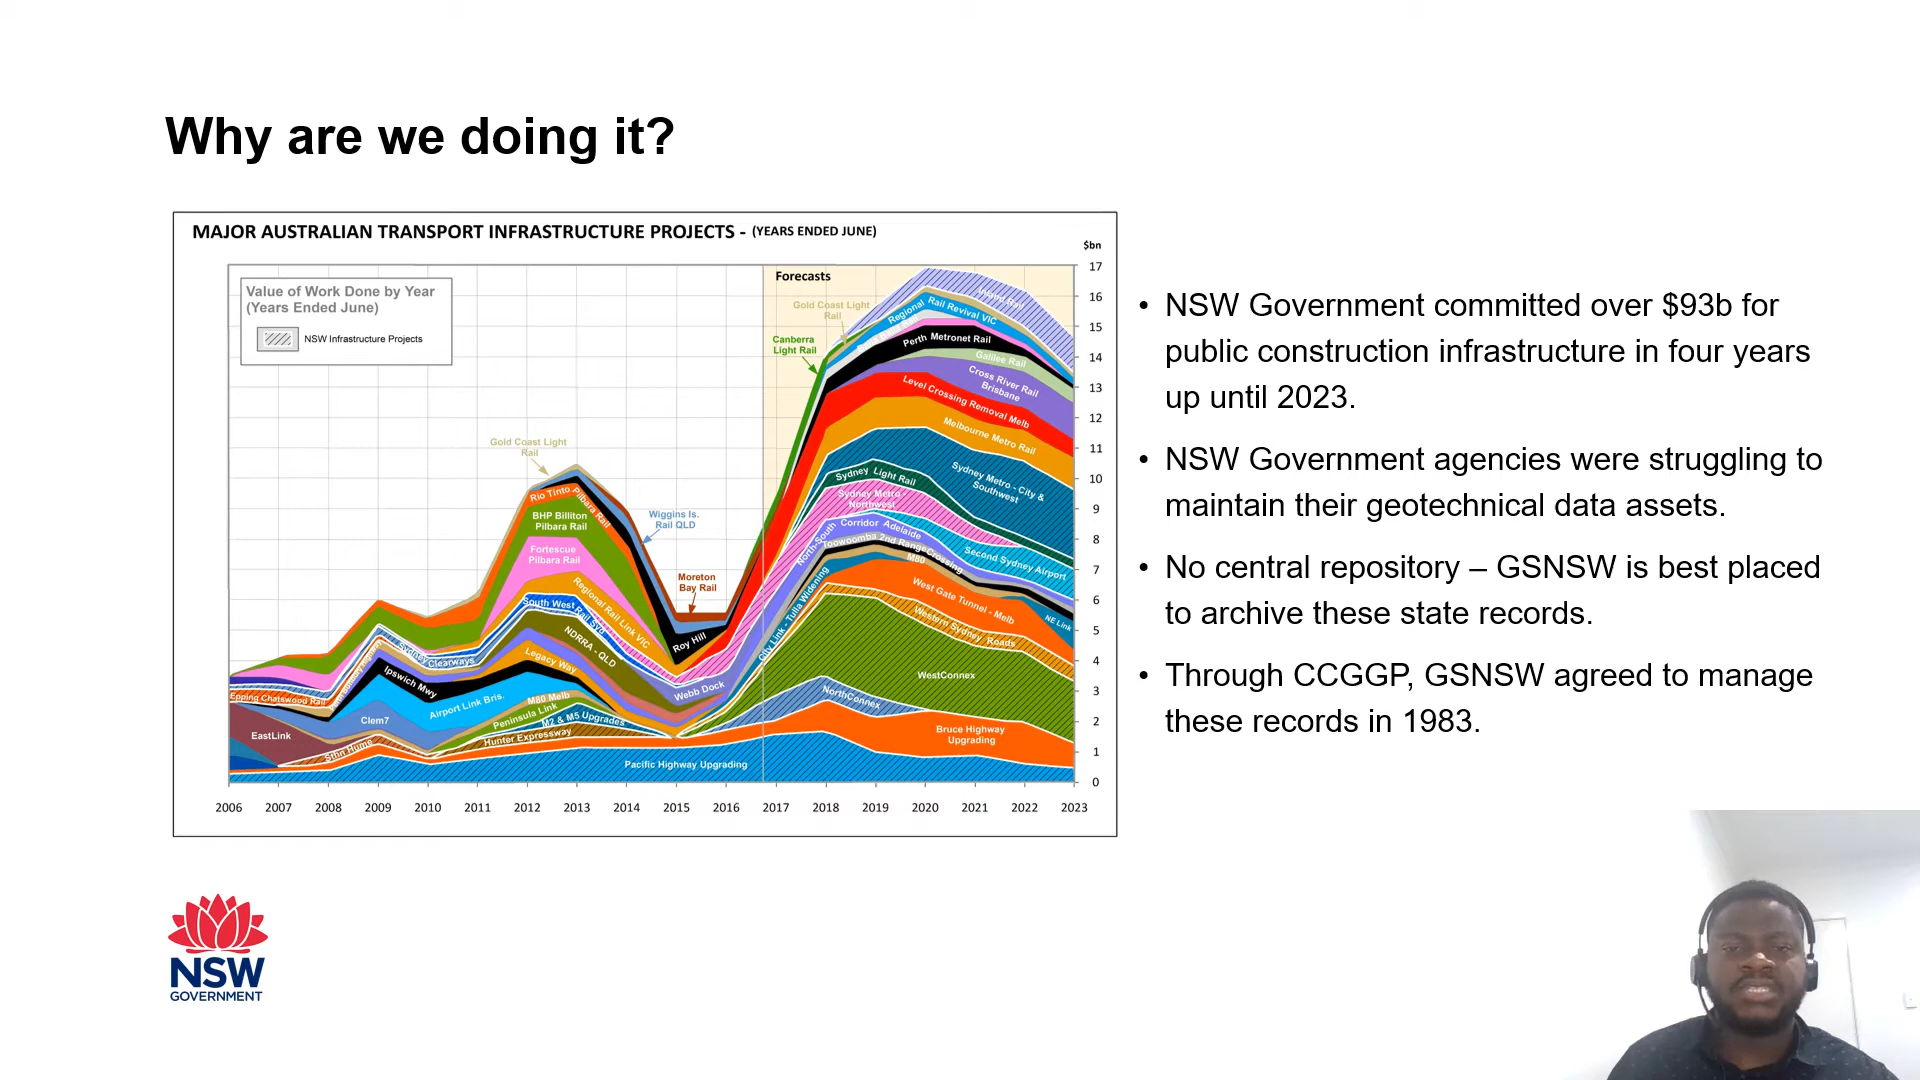 Why are we doing it?
MAJOR AUSTRALIAN TRANSPORT INFRASTRUCTURE PROJECTS - (YEARS ENDED JUNE)
$bn
Value of Work Done by Year
(Years Ended June)
NSW Infrastructure Projects
Forecasts
Gold Coast Light
Rail
Canberra
Light Rail
Inland Rail
Regional Rail Revival VIC
Perth Metronet Rail
Galilee Rail
Cross River Rail
Brisbane
Level Crossing Removal Melb
Melbourne Metro Rail
Sydney Metro - City &
Southwest
Sydney Light Rail
Sydney Metro -
Northwest
North-South Corridor Adelaide
Toowoomba 2nd Range Crossing
Second Sydney Airport
M80
West Gate Tunnel - Melb
NE Link
Western Sydney Roads
City Link - Tulla Widening
WestConnex
NorthConnex
Bruce Highway
Upgrading
Pacific Highway Upgrading
Gold Coast Light
Rail
Rio Tinto Pilbara Rail
BHP Billiton
Pilbara Rail
Fortescue
Pilbara Rail
Wiggins Is.
Rail QLD
Moreton
Bay Rail
Regional Rail Link VIC
South West Rail Syd
NDRRA - QLD
Roy Hill
Webb Dock
Legacy Way
Sydney Clearways
Ipswich Mwy
Airport Link Bris.
M80 Melb
Peninsula Link
M2 & M5 Upgrades
Hunter Expressway
Clem7
Epping Chatswood Rail
EastLink
Sthn Hume
17
16
15
14
13
12
11
10
9
8
7
6
5
4
3
2
1
0
2006 2007 2008 2009 2010 2011 2012 2013 2014 2015 2016 2017 2018 2019 2020 2021 2022 2023
• NSW Government committed over $93b for
public construction infrastructure in four years
up until 2023.
• NSW Government agencies were struggling to
maintain their geotechnical data assets.
• No central repository – GSNSW is best placed
to archive these state records.
• Through CCGGP, GSNSW agreed to manage
these records in 1983.
NSW
GOVERNMENT